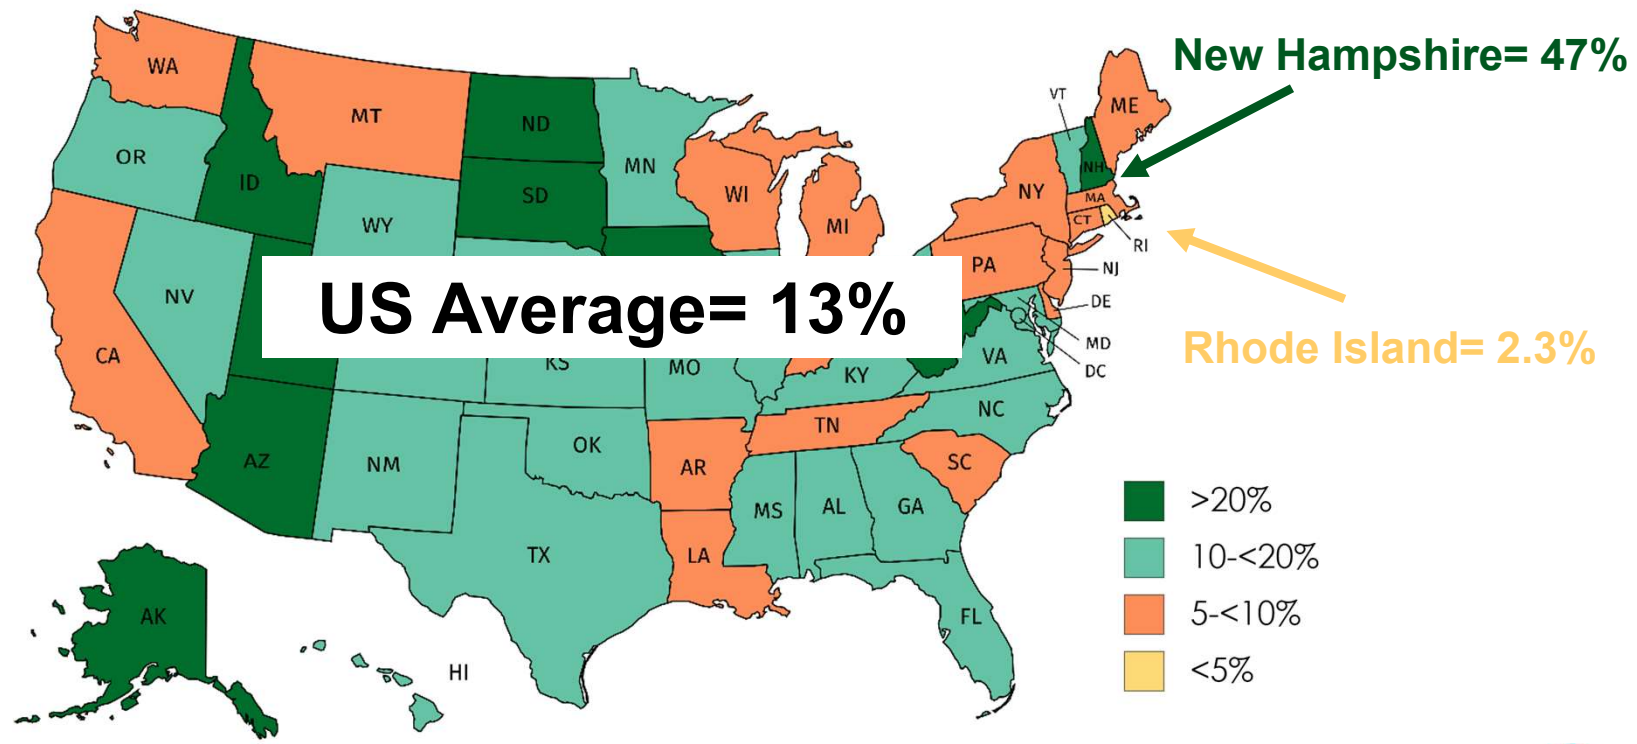 New Hampshire= 47%
WA
MT
ND
VT
ME
OR
ID
MN
NH
SD
WI
NY
MA
WY
MI
CT
RI
NV
PA
NJ
US Average= 13%
DE
CA
MD
VA
Rhode Island= 2.3%
KS
MO
KY
DC
NC
TN
OK
AZ
NM
AR
SC
>20%
MS
AL
GA
TX
LA
10-<20%
AK
FL
5-<10%
HI
<5%